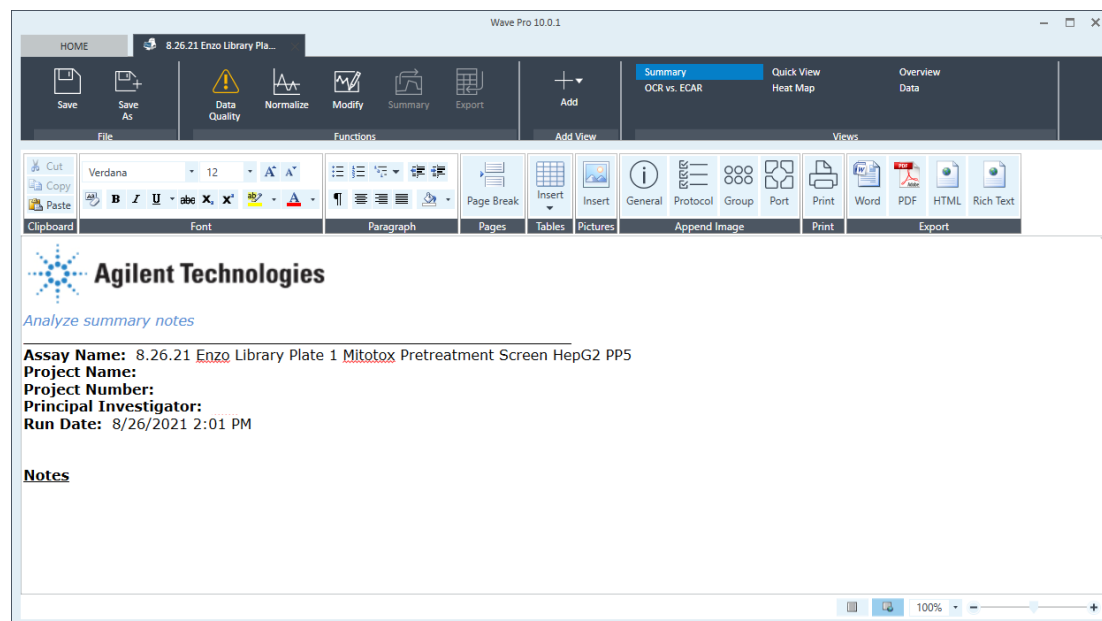 Wave Pro 10.0.1
HOME
8.26.21 Enzo Library Pla...
Save
Save As
Data Quality
Normalize
Modify
Summary
Export
Add
Summary
Quick View
Overview
OCR vs. ECAR
Heat Map
Data
File
Functions
Add View
Views
Cut
Copy
Paste
Verdana
12
A A
B I U abc X, X² ab A
¶
Page Break
Insert
Insert
General
Protocol
Group
Port
Print
Word
PDF
HTML
Rich Text
Clipboard
Font
Paragraph
Pages
Tables
Pictures
Append Image
Print
Export
Agilent Technologies
Analyze summary notes
Assay Name: 8.26.21 Enzo Library Plate 1 Mitotox Pretreatment Screen HepG2 PP5
Project Name:
Project Number:
Principal Investigator:
Run Date: 8/26/2021 2:01 PM
Notes
100%